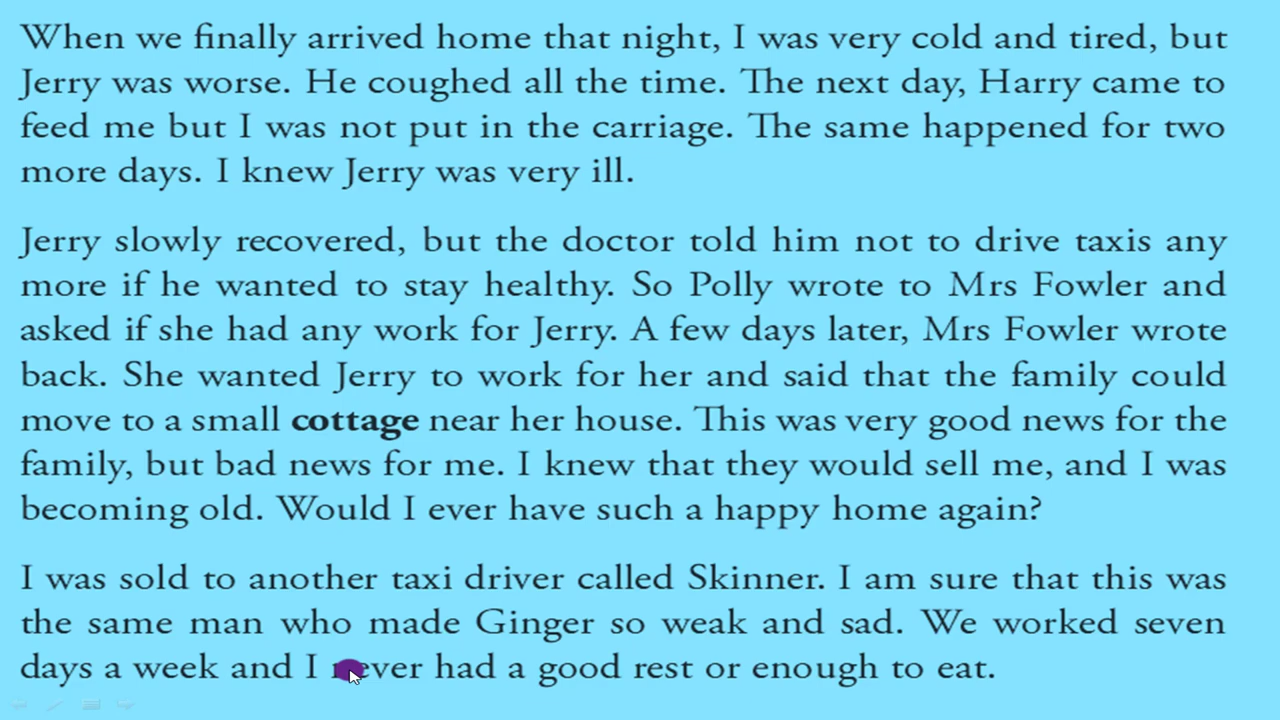 When we finally arrived home that night, I was very cold and tired, but
Jerry was worse. He coughed all the time. The next day, Harry came to
feed me but I was not put in the carriage. The same happened for two
more days. I knew Jerry was very ill.
Jerry slowly recovered, but the doctor told him not to drive taxis any
more if he wanted to stay healthy. So Polly wrote to Mrs Fowler and
asked if she had any work for Jerry. A few days later, Mrs Fowler wrote
back. She wanted Jerry to work for her and said that the family could
move to a small cottage near her house. This was very good news for the
family, but bad news for me. I knew that they would sell me, and I was
becoming old. Would I ever have such a happy home again?
I was sold to another taxi driver called Skinner. I am sure that this was
the same man who made Ginger so weak and sad. We worked seven
days a week and I never had a good rest or enough to eat.